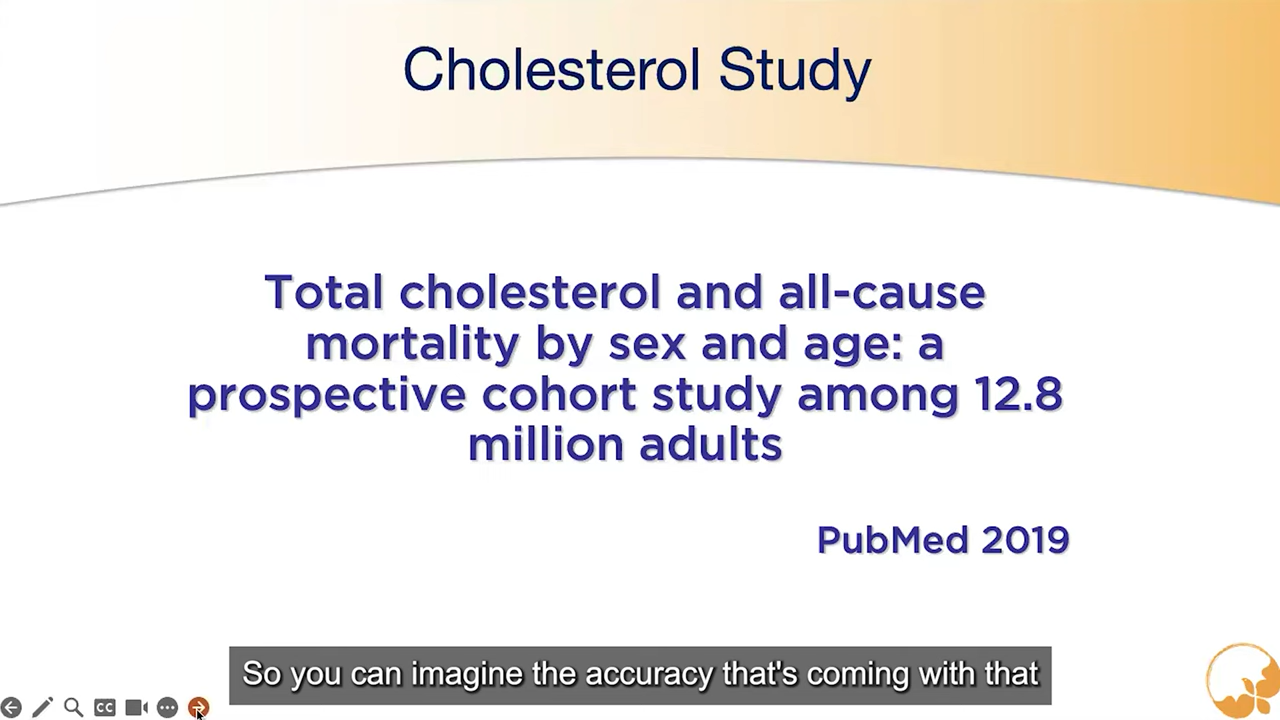 Cholesterol Study
Total cholesterol and all-cause
mortality by sex and age: a
prospective cohort study among 12.8
million adults
PubMed 2019
So you can imagine the accuracy that's coming with that
CC